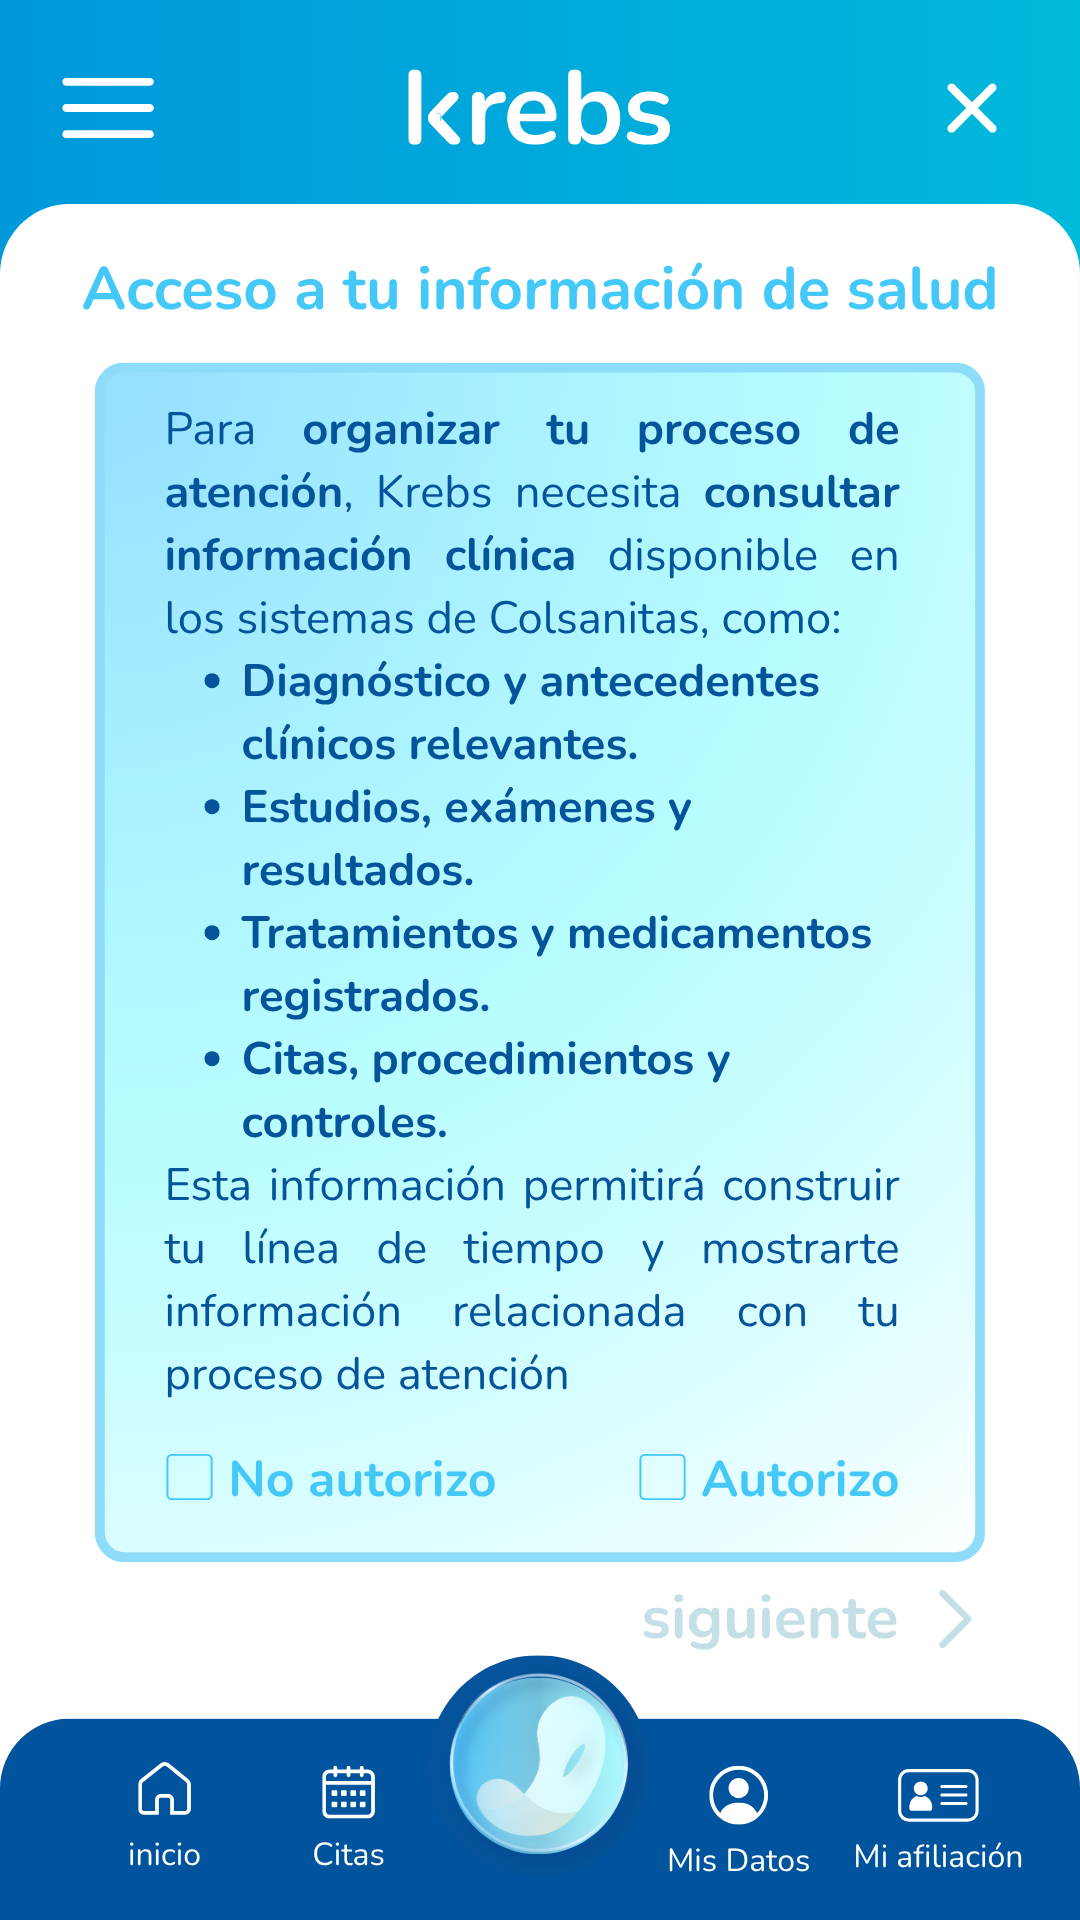 krebs
Acceso a tu información de salud
Para organizar tu proceso de
atención, Krebs necesita consultar
información clínica disponible en
los sistemas de Colsanitas, como:
• Diagnóstico y antecedentes
clínicos relevantes.
• Estudios, exámenes y
resultados.
• Tratamientos y medicamentos
registrados.
• Citas, procedimientos y
controles.
Esta información permitirá construir
tu línea de tiempo y mostrarte
información relacionada con tu
proceso de atención
No autorizo
Autorizo
siguiente
inicio
Citas
Mis Datos
Mi afiliación